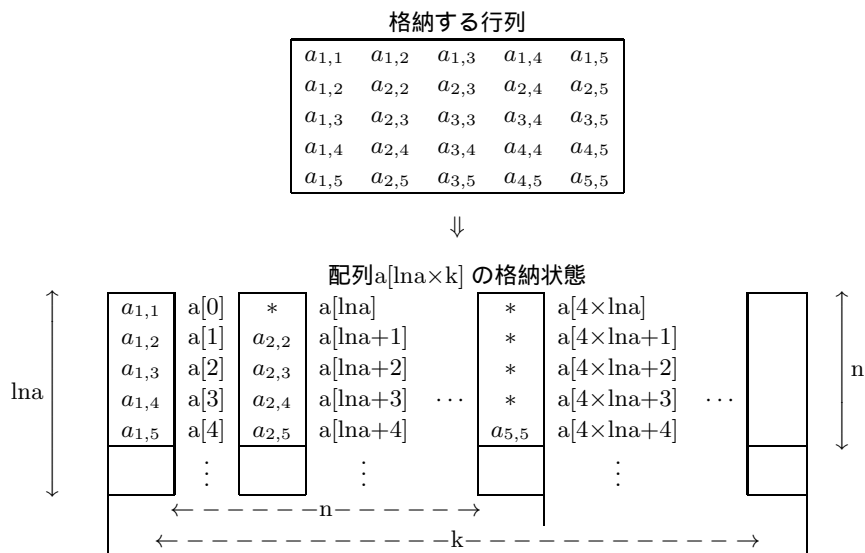 格納する行列
a1,1 a1,2 a1,3 a1,4 a1,5
a1,2 a2,2 a2,3 a2,4 a2,5
a1,3 a2,3 a3,3 a3,4 a3,5
a1,4 a2,4 a3,4 a4,4 a4,5
a1,5 a2,5 a3,5 a4,5 a5,5
⇓
配列a[lna×k] の格納状態
a1,1 a[0] * a[lna] * a[4×lna]
a1,2 a[1] a2,2 a[lna+1] * a[4×lna+1]
a1,3 a[2] a2,3 a[lna+2] * a[4×lna+2] n
lna a1,4 a[3] a2,4 a[lna+3] ⋯ * a[4×lna+3] ⋯
a1,5 a[4] a2,5 a[lna+4] a5,5 a[4×lna+4]
⋮ ⋮ ⋮
n
k